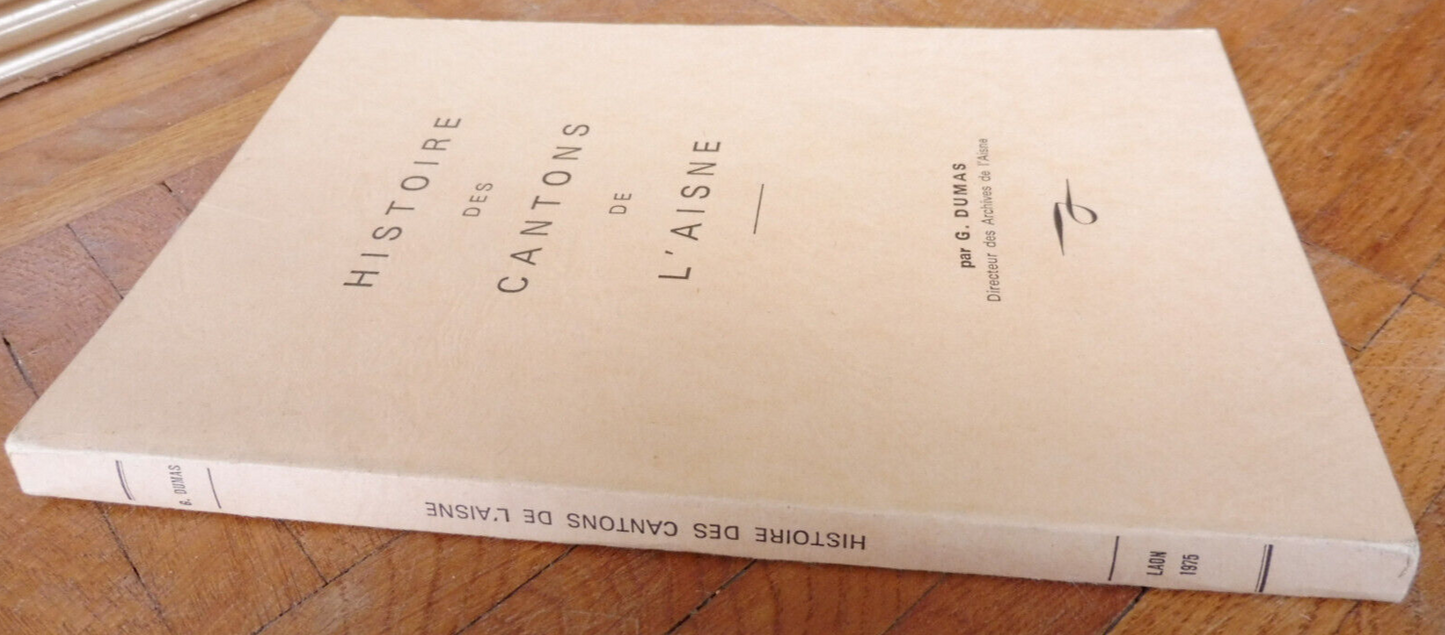 HISTOIRE
DES
CANTONS
DE
L'AISNE
par G. DUMAS
Directeur des Archives de l'Aisne
G. DUMAS
HISTOIRE DES CANTONS DE L'AISNE
LAON
1975